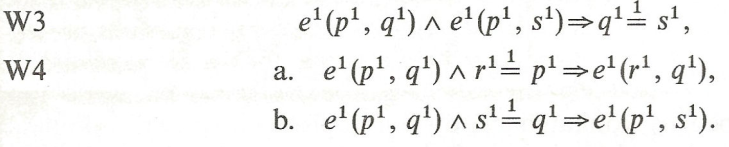 W3 e¹(p¹, q¹) ∧ e¹(p¹, s¹)⇒q¹≟¹ s¹,
W4 a. e¹(p¹, q¹) ∧ r¹=¹ p¹⇒e¹(r¹, q¹),
b. e¹(p¹, q¹) ∧ s¹=¹ q¹⇒e¹(p¹, s¹).